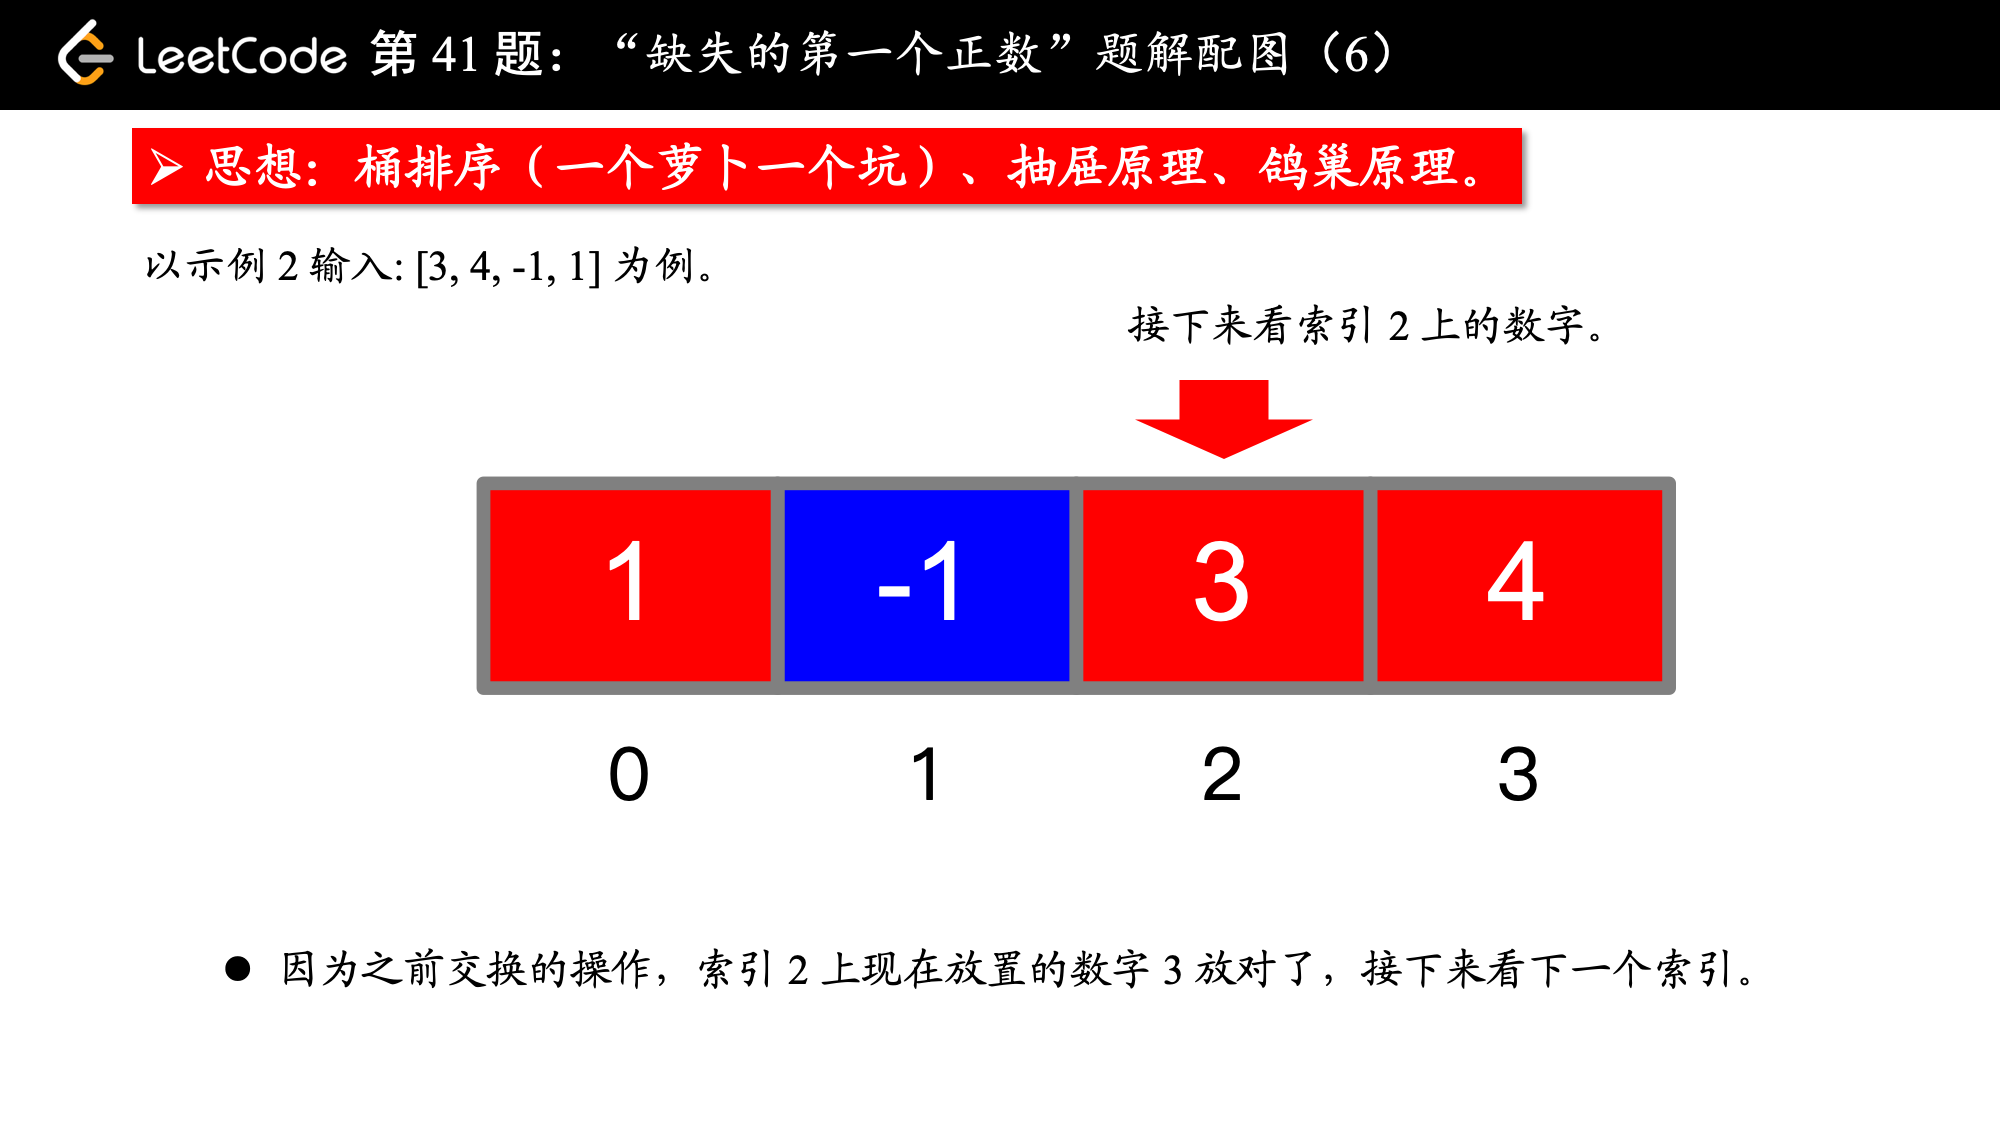 LeetCode 第 41 题：“缺失的第一个正数”题解配图（6）
思想：桶排序（一个萝卜一个坑）、抽屉原理、鸽巢原理。
以示例 2 输入: [3, 4, -1, 1] 为例。
接下来看索引 2 上的数字。
1 -1 3 4
0 1 2 3
因为之前交换的操作，索引 2 上现在放置的数字 3 放对了，接下来看下一个索引。